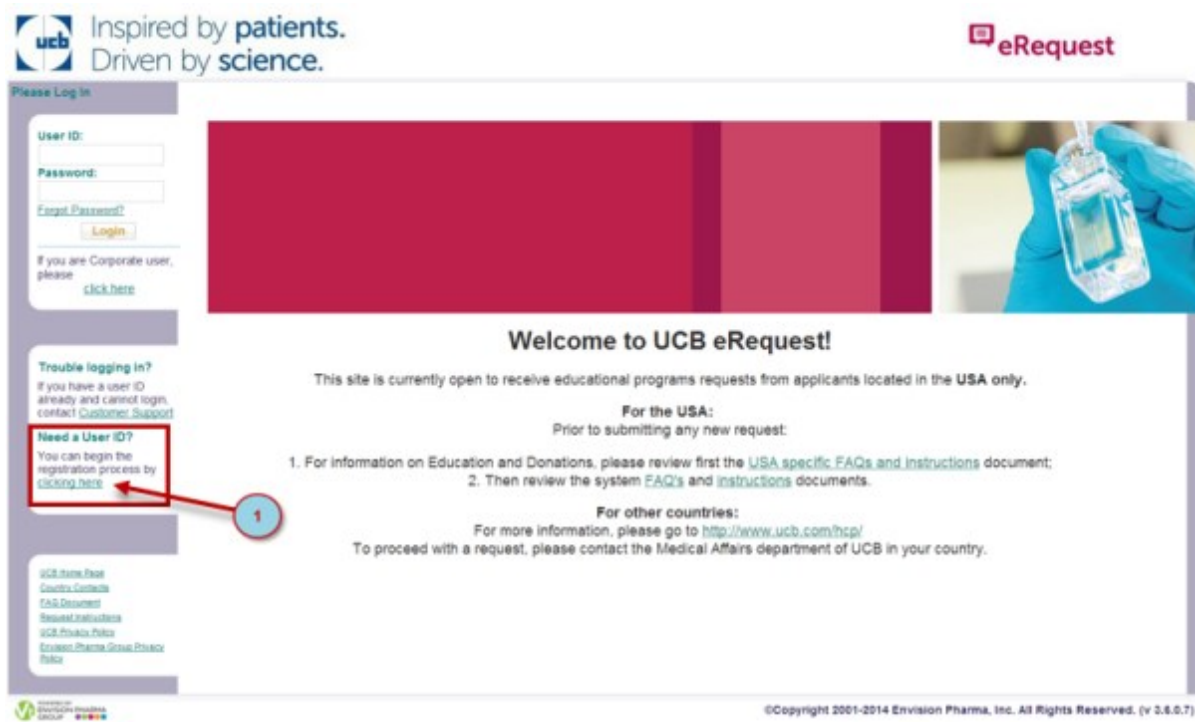 ucb
Inspired by patients.
Driven by science.
eRequest
Please Log In
User ID:
Password:
Forgot Password?
Login
If you are Corporate user,
please
click here
Trouble logging in?
If you have a user ID
already and cannot login,
contact Customer Support
Need a User ID?
You can begin the
registration process by
clicking here
1
UCB Home Page
Country Contacts
FAQ Document
Request Instructions
UCB Privacy Policy
Envision Pharma Group Privacy
Policy
Welcome to UCB eRequest!
This site is currently open to receive educational programs requests from applicants located in the USA only.
For the USA:
Prior to submitting any new request:
1. For information on Education and Donations, please review first the USA specific FAQs and instructions document;
2. Then review the system FAQ's and instructions documents.
For other countries:
For more information, please go to http://www.ucb.com/hcp/
To proceed with a request, please contact the Medical Affairs department of UCB in your country.
POWERED BY
ENVISION PHARMA
GROUP
©Copyright 2001-2014 Envision Pharma, Inc. All Rights Reserved. (v 3.6.0.7)